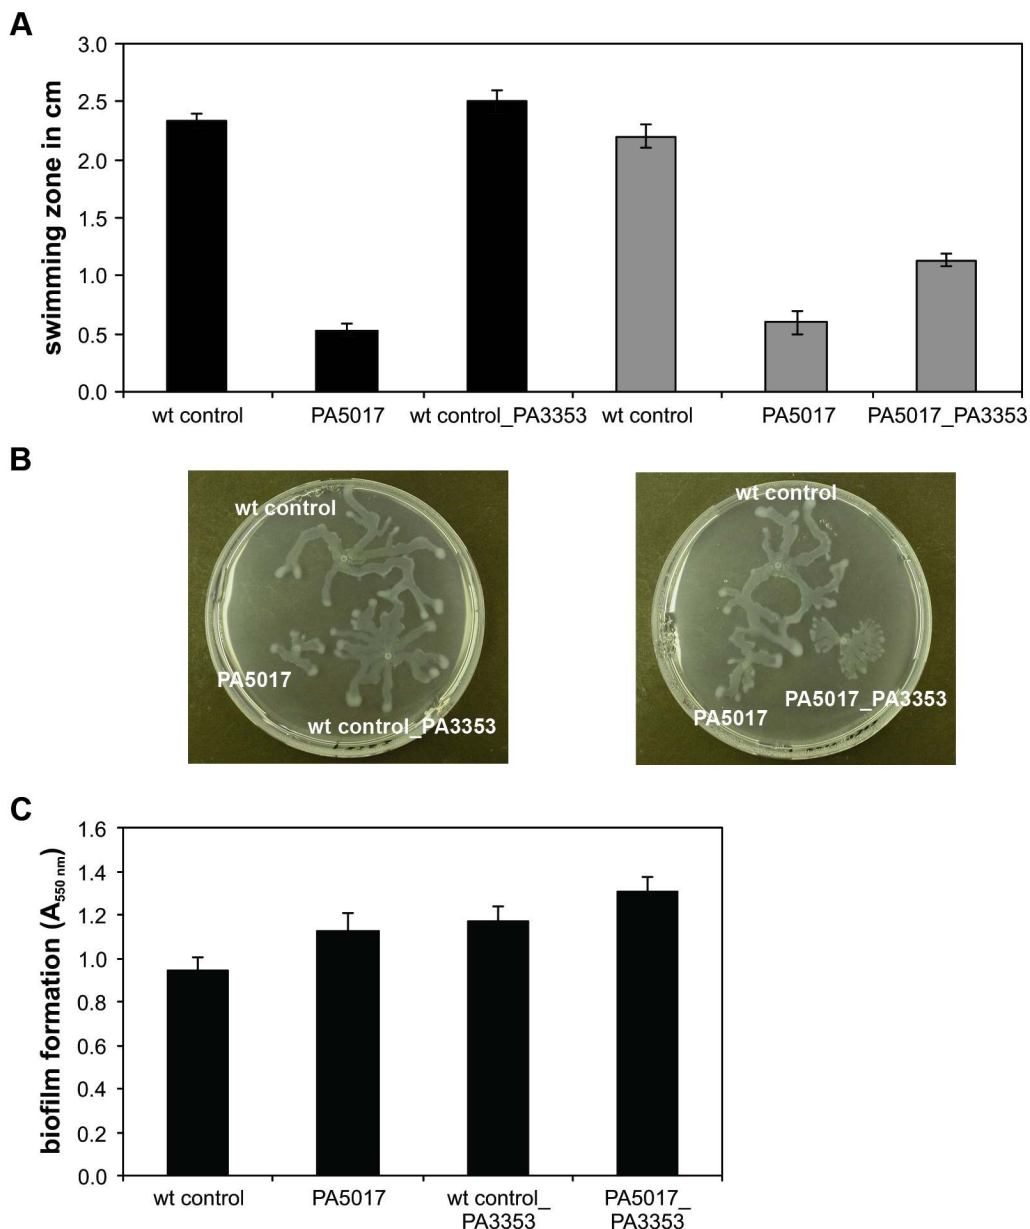 A
swimming zone in cm
3.0
2.5
2.0
1.5
1.0
0.5
0.0
wt control PA5017 wt control_PA3353 wt control PA5017 PA5017_PA3353
B
wt control
PA5017
wt control_PA3353
wt control
PA5017_PA3353
PA5017
C
biofilm formation (A550 nm)
1.6
1.4
1.2
1.0
0.8
0.6
0.4
0.2
0.0
wt control PA5017 wt control_ PA5017_
PA3353 PA3353